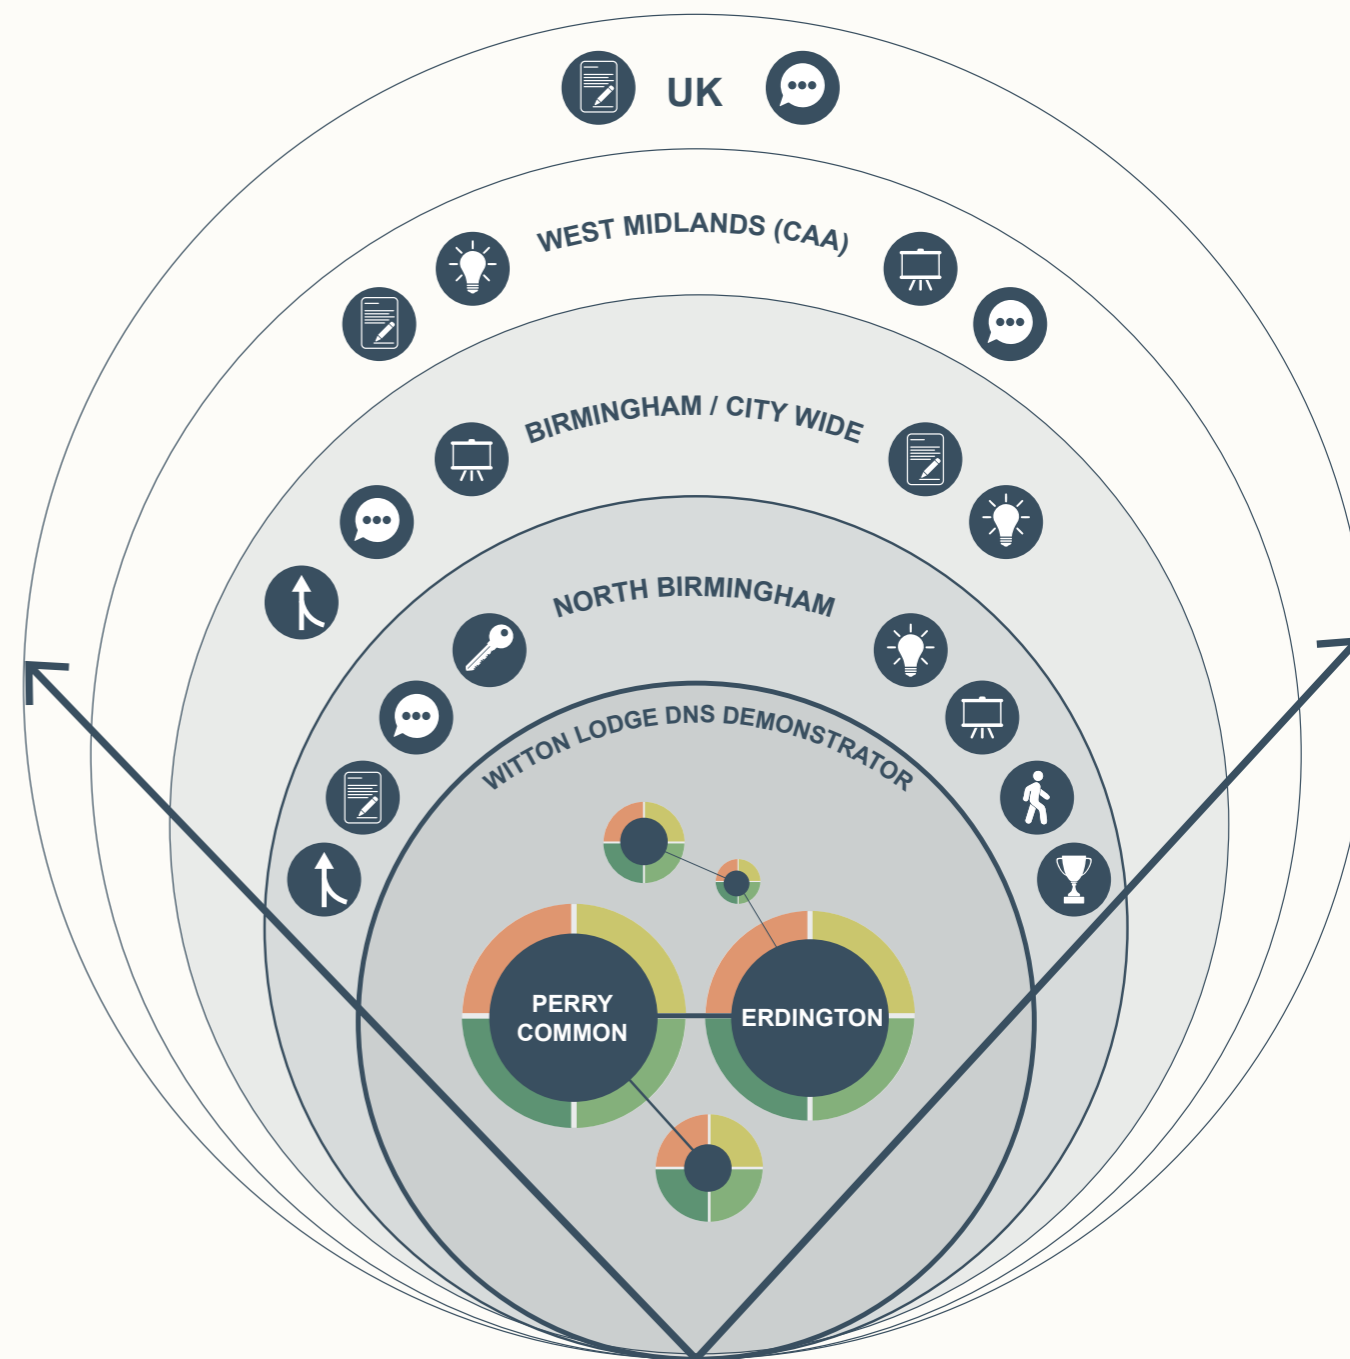 UK
WEST MIDLANDS (CAA)
BIRMINGHAM / CITY WIDE
NORTH BIRMINGHAM
WITTON LODGE DNS DEMONSTRATOR
PERRY
COMMON
ERDINGTON